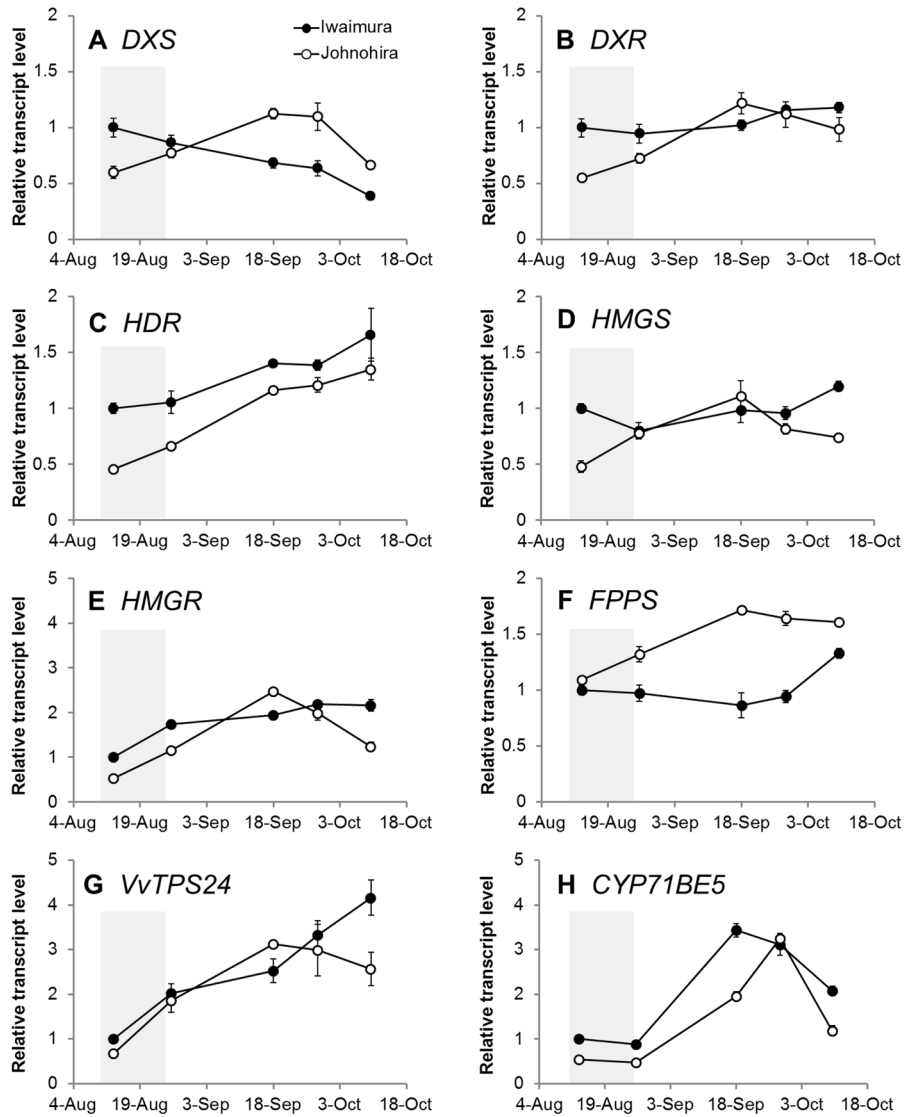 A DXS
Iwaimura
Johnohira
Relative transcript level
2
1.5
1
0.5
0
4-Aug 19-Aug 3-Sep 18-Sep 3-Oct 18-Oct
B DXR
Relative transcript level
2
1.5
1
0.5
0
4-Aug 19-Aug 3-Sep 18-Sep 3-Oct 18-Oct
C HDR
Relative transcript level
2
1.5
1
0.5
0
4-Aug 19-Aug 3-Sep 18-Sep 3-Oct 18-Oct
D HMGS
Relative transcript level
2
1.5
1
0.5
0
4-Aug 19-Aug 3-Sep 18-Sep 3-Oct 18-Oct
E HMGR
Relative transcript level
5
4
3
2
1
0
4-Aug 19-Aug 3-Sep 18-Sep 3-Oct 18-Oct
F FPPS
Relative transcript level
2
1.5
1
0.5
0
4-Aug 19-Aug 3-Sep 18-Sep 3-Oct 18-Oct
G VvTPS24
Relative transcript level
5
4
3
2
1
0
4-Aug 19-Aug 3-Sep 18-Sep 3-Oct 18-Oct
H CYP71BE5
Relative transcript level
5
4
3
2
1
0
4-Aug 19-Aug 3-Sep 18-Sep 3-Oct 18-Oct